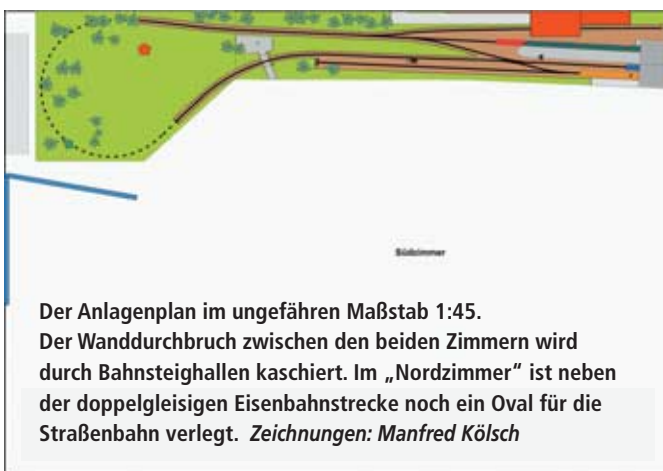 Südzimmer
Der Anlagenplan im ungefähren Maßstab 1:45.
Der Wanddurchbruch zwischen den beiden Zimmern wird
durch Bahnsteighallen kaschiert. Im „Nordzimmer“ ist neben
der doppelgleisigen Eisenbahnstrecke noch ein Oval für die
Straßenbahn verlegt. Zeichnungen: Manfred Kölsch